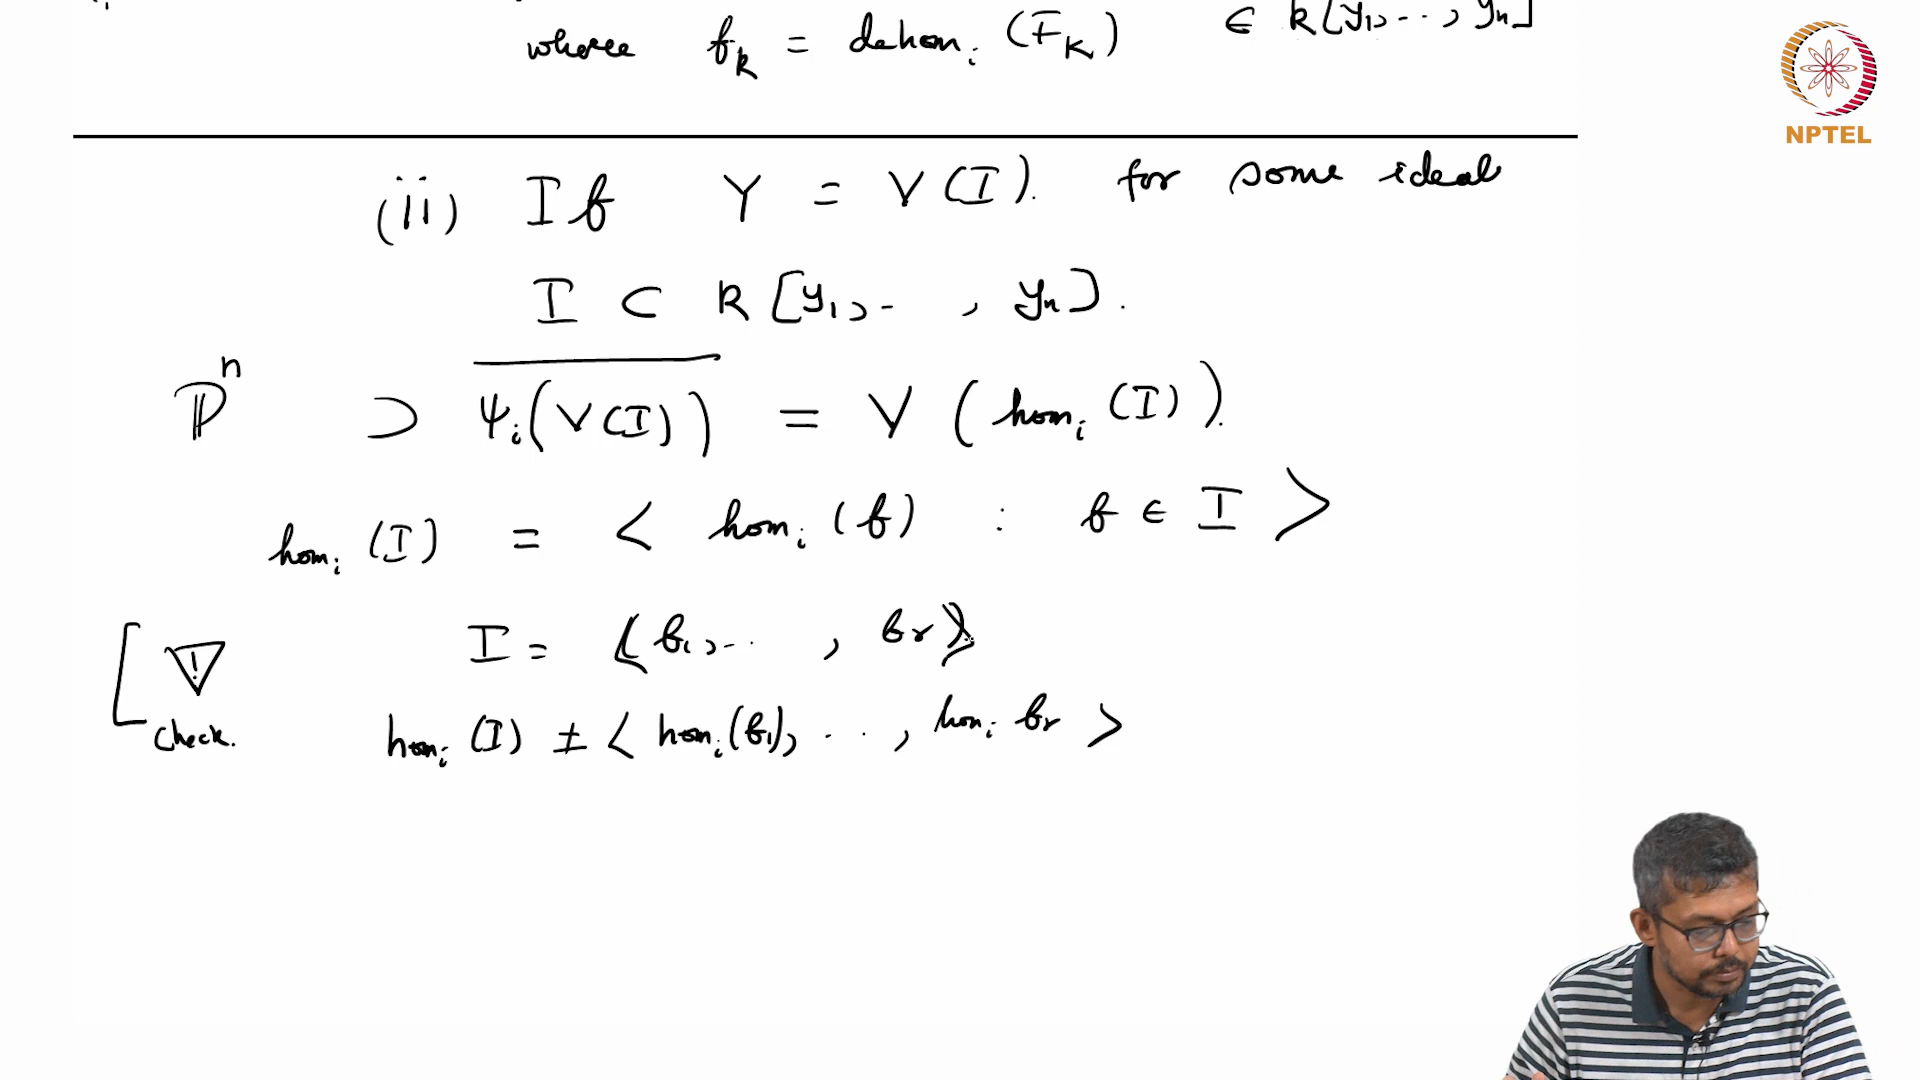 where f_k = dehom_i (F_k) ∈ k[y_1, .. , y_n]
NPTEL
(ii) If Y = V(I). for some ideal
I ⊂ k[y_1, .. , y_n].
P^n ⊃ \overline{ψ_i(V(I))} = V(hom_i(I)).
hom_i(I) = < hom_i(f) : f ∈ I >
I = <f_1, .. , f_r>
! check.
hom_i(I) ≠ < hom_i(f_1), .. , hom_i f_r >